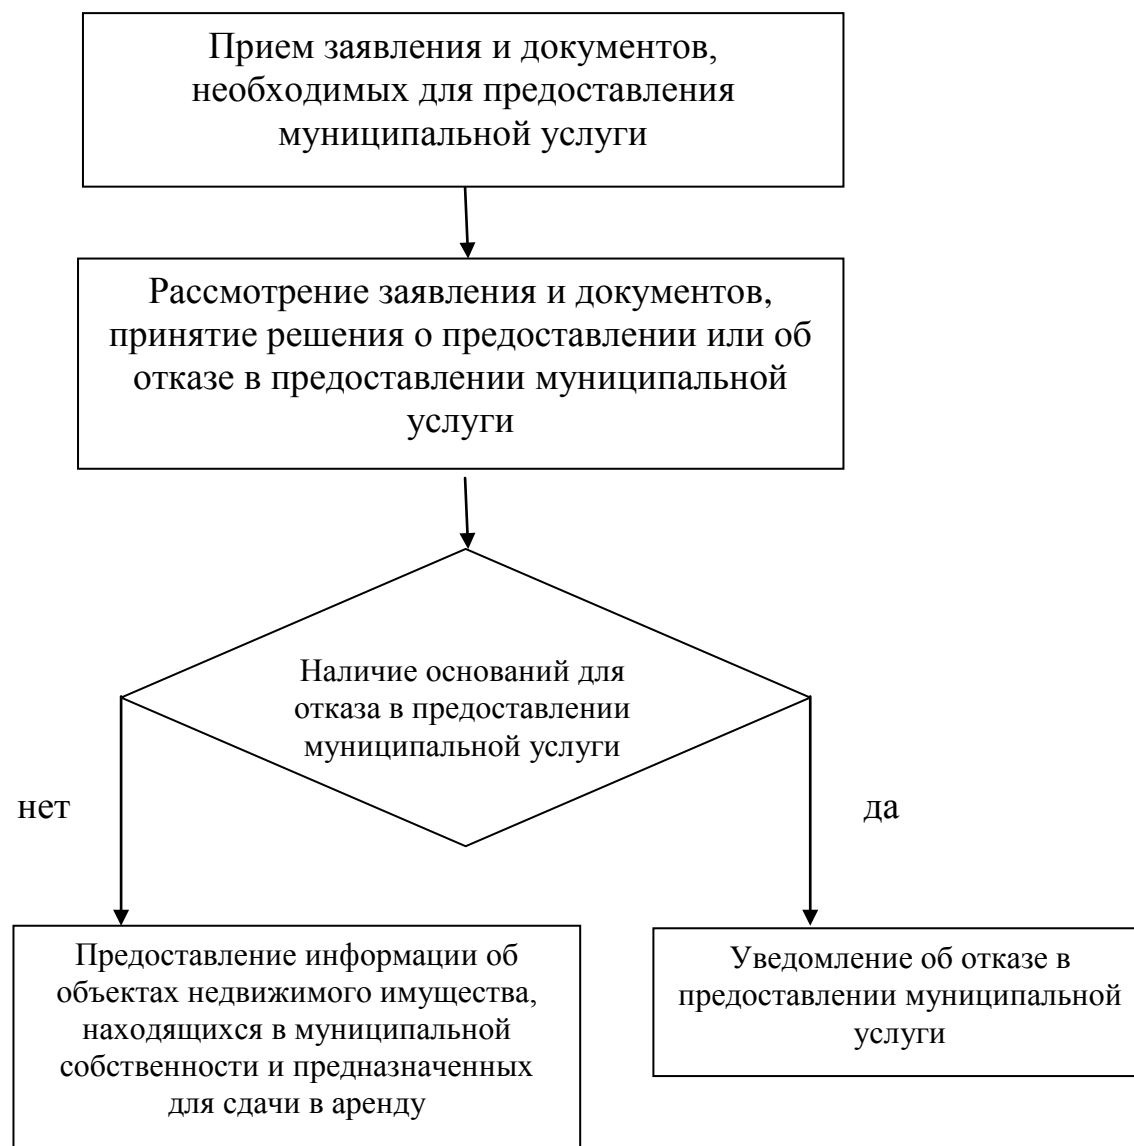 Прием заявления и документов,
необходимых для предоставления
муниципальной услуги
Рассмотрение заявления и документов,
принятие решения о предоставлении или об
отказе в предоставлении муниципальной
услуги
Наличие оснований для
отказа в предоставлении
муниципальной услуги
нет
да
Предоставление информации об
объектах недвижимого имущества,
находящихся в муниципальной
собственности и предназначенных
для сдачи в аренду
Уведомление об отказе в
предоставлении муниципальной
услуги